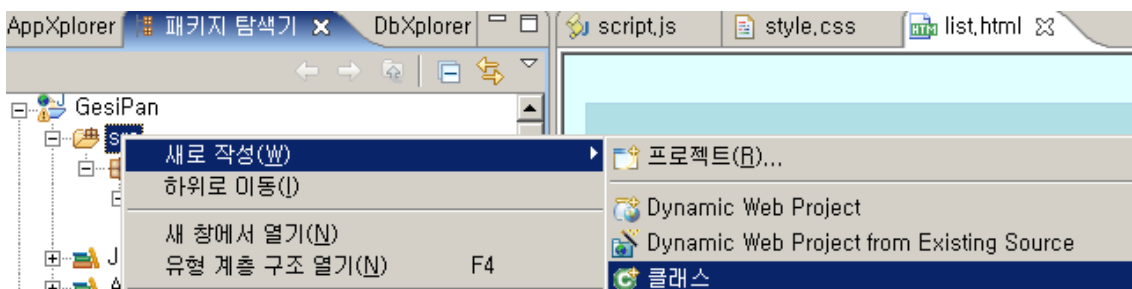 AppXplorer 패키지 탐색기 DbXplorer script.js style.css list.html
GesiPan
새로 작성(W)
하위로 이동(I)
새 창에서 열기(N)
유형 계층 구조 열기(N) F4
프로젝트(R)...
Dynamic Web Project
Dynamic Web Project from Existing Source
클래스